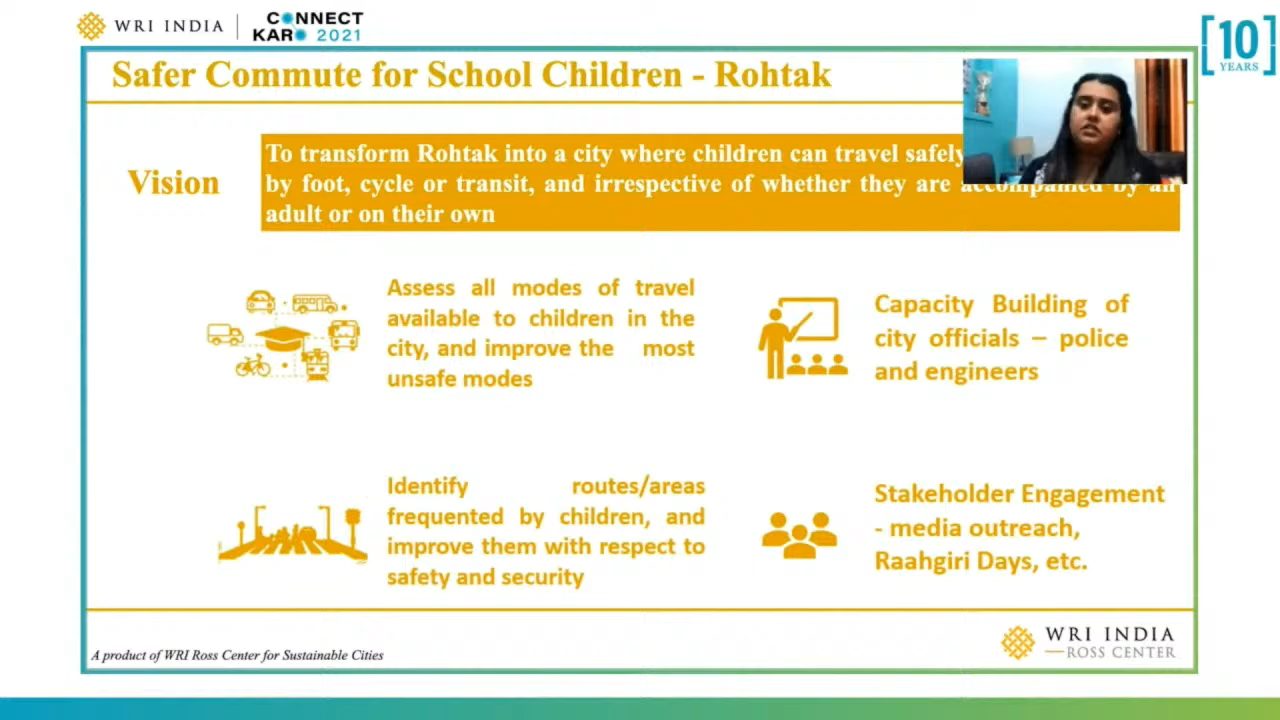 WRI INDIA
CONNECT
KARO 2021
[10]
YEARS
Safer Commute for School Children - Rohtak
Vision
To transform Rohtak into a city where children can travel safely
by foot, cycle or transit, and irrespective of whether they are accompanied by an
adult or on their own
Assess all modes of travel
available to children in the
city, and improve the most
unsafe modes
Capacity Building of
city officials – police
and engineers
Identify routes/areas
frequented by children, and
improve them with respect to
safety and security
Stakeholder Engagement
- media outreach,
Raahgiri Days, etc.
A product of WRI Ross Center for Sustainable Cities
WRI INDIA
ROSS CENTER